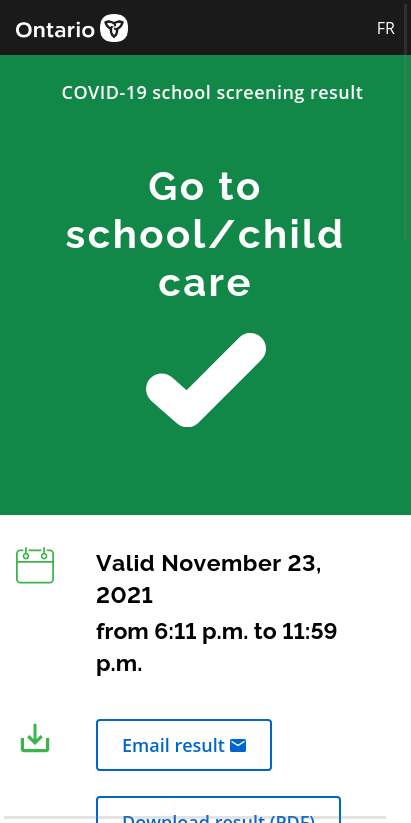 Ontario
FR
COVID-19 school screening result
Go to
school/child
care
Valid November 23,
2021
from 6:11 p.m. to 11:59
p.m.
Email result
Download result (PDF)